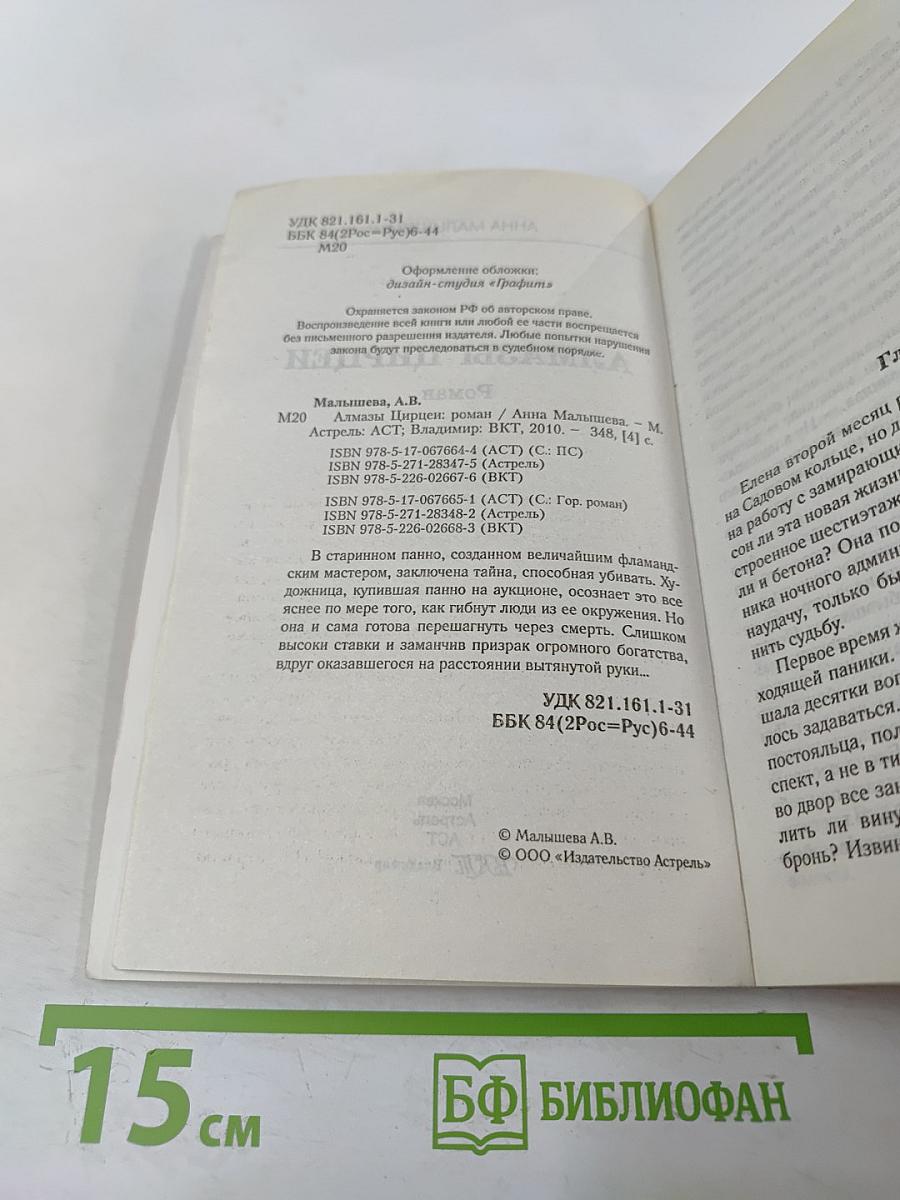 УДК 821.161.1-31
ББК 84(2Рос=Рус)6-44
М20
Оформление обложки:
дизайн-студия «Графит»
Охраняется законом РФ об авторском праве.
Воспроизведение всей книги или любой ее части воспрещается
без письменного разрешения издателя. Любые попытки нарушения
закона будут преследоваться в судебном порядке.
Малышева, А.В.
М20 Алмазы Цирцеи: роман / Анна Малышева. – М.
Астрель: АСТ; Владимир: ВКТ, 2010. – 348, [4] с.
ISBN 978-5-17-067664-4 (АСТ) (С.: ПС)
ISBN 978-5-271-28347-5 (Астрель)
ISBN 978-5-226-02667-6 (ВКТ)
ISBN 978-5-17-067665-1 (АСТ) (С.: Гор. роман)
ISBN 978-5-271-28348-2 (Астрель)
ISBN 978-5-226-02668-3 (ВКТ)
В старинном панно, созданном величайшим фламанд-
ским мастером, заключена тайна, способная убивать. Ху-
дожница, купившая панно на аукционе, осознает это все
яснее по мере того, как гибнут люди из ее окружения. Но
она и сама готова перешагнуть через смерть. Слишком
высоки ставки и заманчив призрак огромного богатства,
вдруг оказавшегося на расстоянии вытянутой руки...
УДК 821.161.1-31
ББК 84(2Рос=Рус)6-44
© Малышева А.В.
© ООО «Издательство Астрель»
Гл
Елена второй месяц
на Садовом кольце, но д
на работу с замирающи
сон ли эта новая жизнь
строенное шестиэтаж
ли и бетона? Она по
ника ночного админ
наудачу, только бы
нить судьбу.
Первое время ж
ходящей паники.
шала десятки воп
лось задаваться.
постояльца, пол
спект, а не в ти
во двор все зан
лить ли вину
бронь? Извин
15 см
БФ БИБЛИОФАН